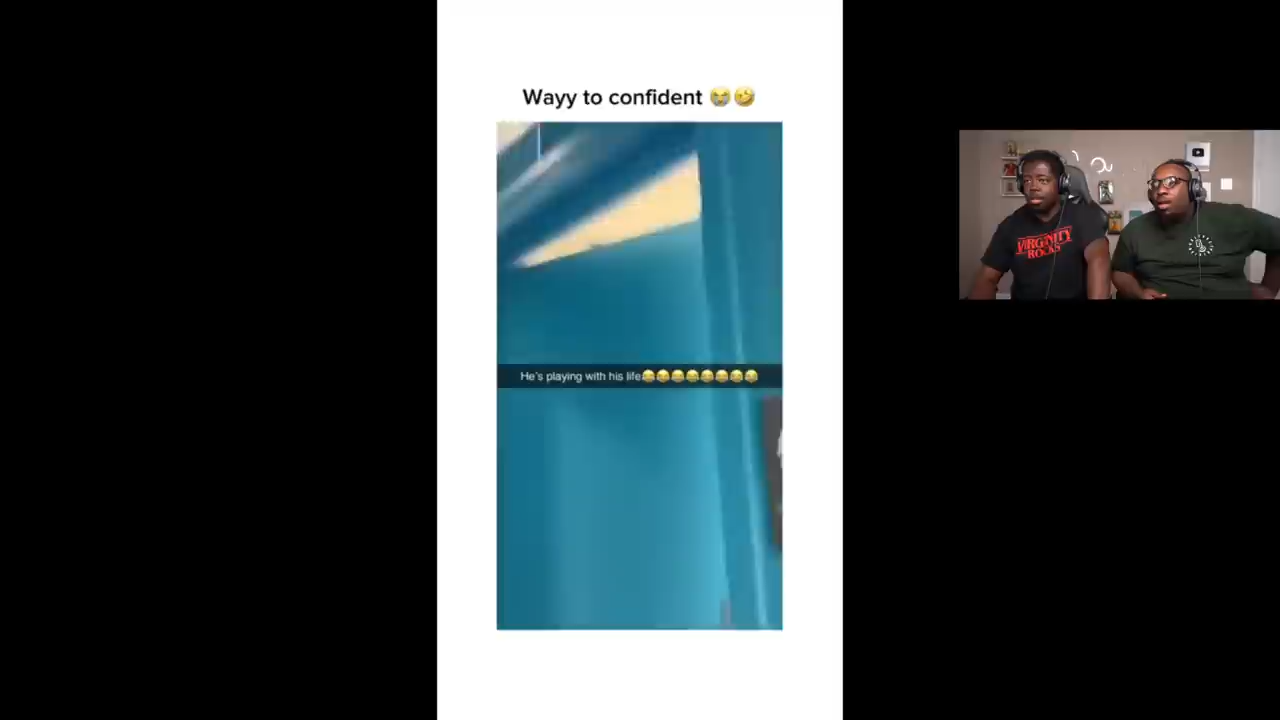 Wayy to confident 😭🤣
He's playing with his life😂😂😂😂😂😂😂😂
VIRGINITY
ROCKS